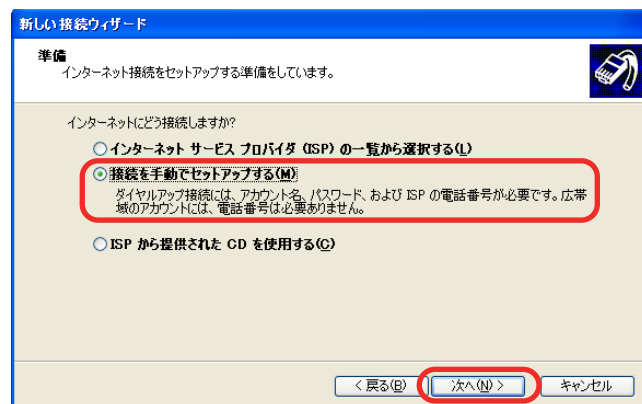 新しい接続ウィザード
準備
インターネット接続をセットアップする準備をしています。
インターネットにどう接続しますか?
インターネット サービス プロバイダ (ISP) の一覧から選択する(L)
接続を手動でセットアップする(M)
ダイヤルアップ接続には、アカウント名、パスワード、および ISP の電話番号が必要です。広帯
域のアカウントには、電話番号は必要ありません。
ISP から提供された CD を使用する(C)
< 戻る(B) 次へ(N) > キャンセル